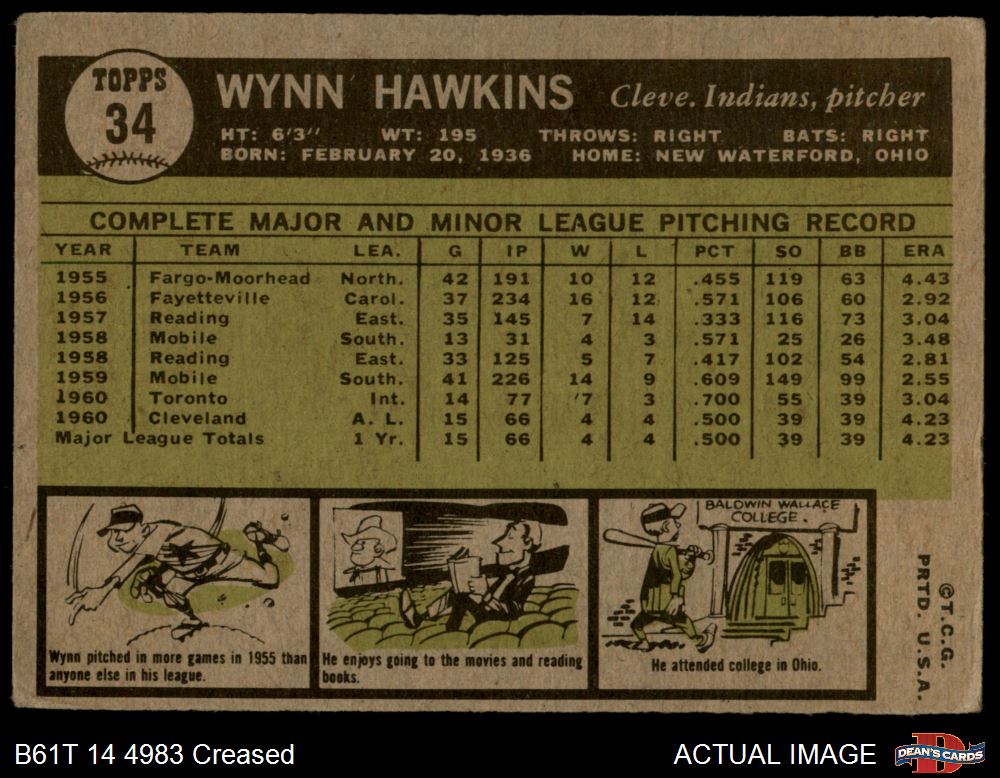 TOPPS
34
WYNN HAWKINS Cleve. Indians, pitcher
HT: 6'3" WT: 195 THROWS: RIGHT BATS: RIGHT
BORN: FEBRUARY 20, 1936 HOME: NEW WATERFORD, OHIO
COMPLETE MAJOR AND MINOR LEAGUE PITCHING RECORD
YEAR TEAM LEA. G IP W L PCT SO BB ERA
1955 Fargo-Moorhead North. 42 191 10 12 .455 119 63 4.43
1956 Fayetteville Carol. 37 234 16 12 .571 106 60 2.92
1957 Reading East. 35 145 7 14 .333 116 73 3.04
1958 Mobile South. 13 31 4 3 .571 25 26 3.48
1958 Reading East. 33 125 5 7 .417 102 54 2.81
1959 Mobile South. 41 226 14 9 .609 149 99 2.55
1960 Toronto Int. 14 77 7 3 .700 55 39 3.04
1960 Cleveland A. L. 15 66 4 4 .500 39 39 4.23
Major League Totals 1 Yr. 15 66 4 4 .500 39 39 4.23
Wynn pitched in more games in 1955 than
anyone else in his league.
He enjoys going to the movies and reading
books.
BALDWIN WALLACE
COLLEGE.
He attended college in Ohio.
©T.C.G.
PRTD. U.S.A.
B61T 14 4983 Creased
ACTUAL IMAGE
DEAN'S CARDS